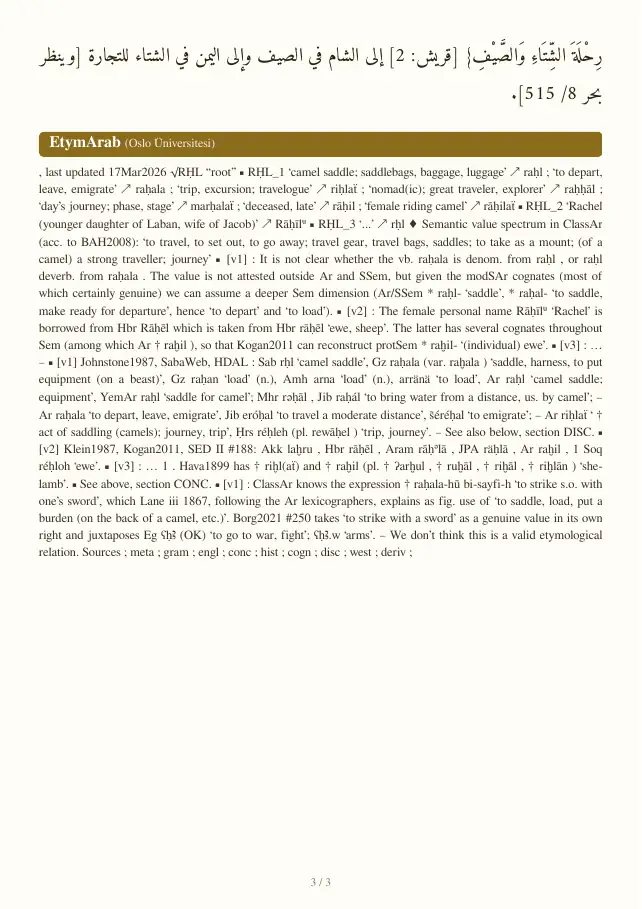 رِحْلَةَ الشِّتَاءِ وَالصَّيْفِ} [قريش: 2] إلى الشام في الصيف وإلى اليمن في الشتاء للتجارة [وينظر
بحر 8/ 515].
EtymArab (Oslo Üniversitesi)
, last updated 17Mar2026 √RḤL “root” ▪ RḤL_1 ‘camel saddle; saddlebags, baggage, luggage’ ↗ raḥl ; ‘to depart,
leave, emigrate’ ↗ raḥala ; ‘trip, excursion; travelogue’ ↗ riḥlaẗ ; ‘nomad(ic); great traveler, explorer’ ↗ raḥḥāl ;
‘day’s journey; phase, stage’ ↗ marḥalaẗ ; ‘deceased, late’ ↗ rāḥil ; ‘female riding camel’ ↗ rāḥilaẗ ▪ RḤL_2 ‘Rachel
(younger daughter of Laban, wife of Jacob)’ ↗ Rāḥīlᵘ ▪ RḤL_3 ‘...’ ↗ rḥl ♦ Semantic value spectrum in ClassAr
(acc. to BAH2008): ‘to travel, to set out, to go away; travel gear, travel bags, saddles; to take as a mount; (of a
camel) a strong traveller; journey’ ▪ [v1] : It is not clear whether the vb. raḥala is denom. from raḥl , or raḥl
deverb. from raḥala . The value is not attested outside Ar and SSem, but given the modSAr cognates (most of
which certainly genuine) we can assume a deeper Sem dimension (Ar/SSem * raḥl- ‘saddle’, * raḥal- ‘to saddle,
make ready for departure’, hence ‘to depart’ and ‘to load’). ▪ [v2] : The female personal name Rāḥīlᵘ ‘Rachel’ is
borrowed from Hbr Rāḥēl which is taken from Hbr rāḥēl ‘ewe, sheep’. The latter has several cognates throughout
Sem (among which Ar † raḫil ), so that Kogan2011 can reconstruct protSem * raḫil- ‘(individual) ewe’. ▪ [v3] : …
– ▪ [v1] Johnstone1987, SabaWeb, HDAL : Sab rḥl ‘camel saddle’, Gz raḥala (var. raḫala ) ‘saddle, harness, to put
equipment (on a beast)’, Gz raḥan ‘load’ (n.), Amh arna ‘load’ (n.), arränä ‘to load’, Ar raḥl ‘camel saddle;
equipment’, YemAr raḥl ‘saddle for camel’; Mhr rəḥāl , Jib raḥál ‘to bring water from a distance, us. by camel’; –
Ar raḥala ‘to depart, leave, emigrate’, Jib eróḥal ‘to travel a moderate distance’, šéréḥal ‘to emigrate’; – Ar riḥlaẗ ‘ †
act of saddling (camels); journey, trip’, Ḥrs réḥleh (pl. rewāḥel ) ‘trip, journey’. – See also below, section DISC. ▪
[v2] Klein1987, Kogan2011, SED II #188: Akk laḫru , Hbr rāḥēl , Aram rāḥᵊlā , JPA rāḥlā , Ar raḫil , 1 Soq
réḥloh ‘ewe’. ▪ [v3] : … 1 . Hava1899 has † riḫl(aẗ) and † raḫil (pl. † ʔarḫul , † ruḫāl , † riḫāl , † riḫlān ) ‘she-
lamb’. ▪ See above, section CONC. ▪ [v1] : ClassAr knows the expression † raḥala-hū bi-sayfi-h ‘to strike s.o. with
one’s sword’, which Lane iii 1867, following the Ar lexicographers, explains as fig. use of ‘to saddle, load, put a
burden (on the back of a camel, etc.)’. Borg2021 #250 takes ‘to strike with a sword’ as a genuine value in its own
right and juxtaposes Eg (OK) ‘to go to war, fight’; ‘arms’. – We don’t think this is a valid etymological
relation. Sources ; meta ; gram ; engl ; conc ; hist ; cogn ; disc ; west ; deriv ;
3 / 3